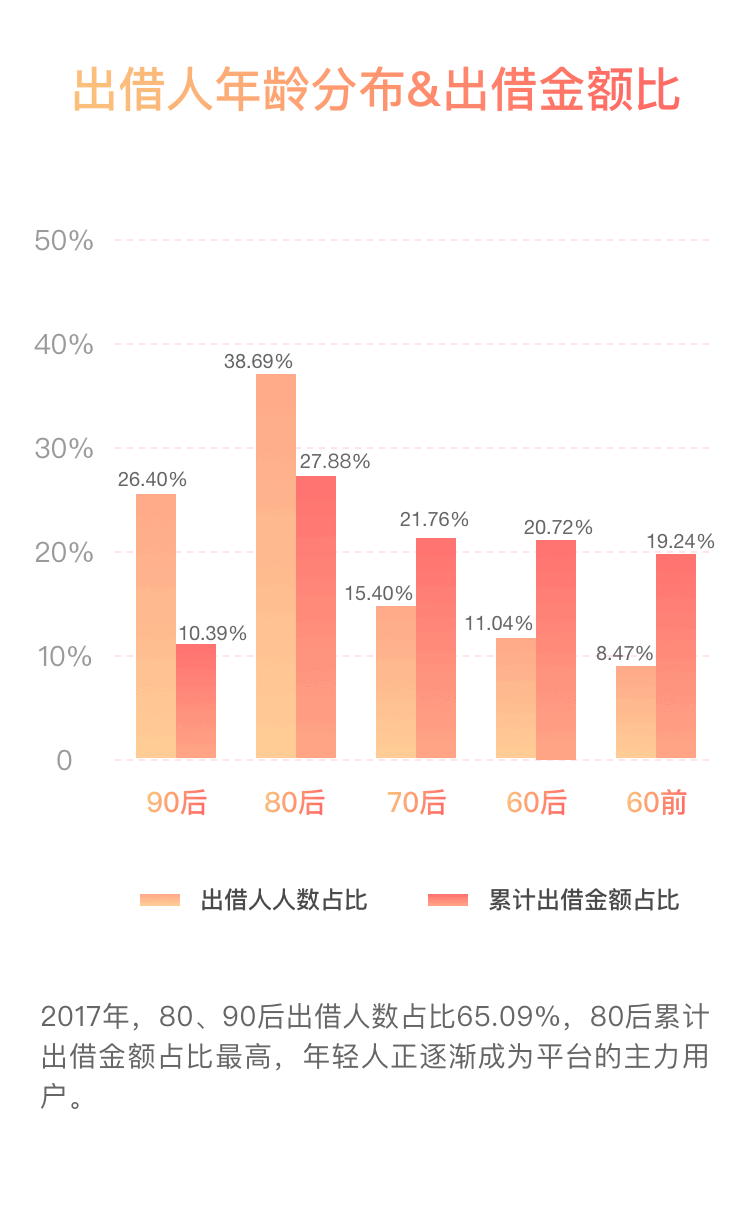 出借人年龄分布&出借金额比
50%
40%
38.69%
30%
27.88%
26.40%
21.76%
20.72%
19.24%
20%
15.40%
11.04%
10.39%
8.47%
10%
0
90后 80后 70后 60后 60前
出借人人数占比 累计出借金额占比
2017年，80、90后出借人数占比65.09%，80后累计
出借金额占比最高，年轻人正逐渐成为平台的主力用
户。